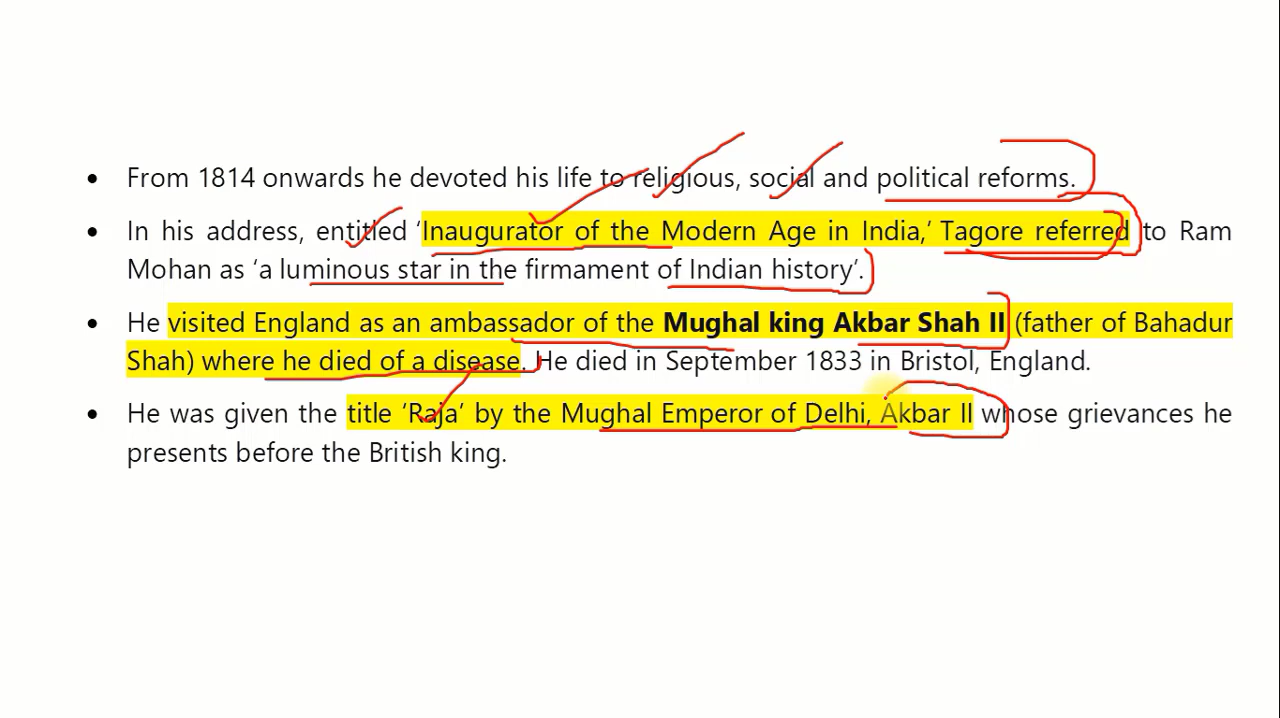 • From 1814 onwards he devoted his life to religious, social and political reforms.
• In his address, entitled ‘Inaugurator of the Modern Age in India,’ Tagore referred to Ram
Mohan as ‘a luminous star in the firmament of Indian history’.
• He visited England as an ambassador of the Mughal king Akbar Shah II (father of Bahadur
Shah) where he died of a disease. He died in September 1833 in Bristol, England.
• He was given the title ‘Raja’ by the Mughal Emperor of Delhi, Akbar II whose grievances he
presents before the British king.